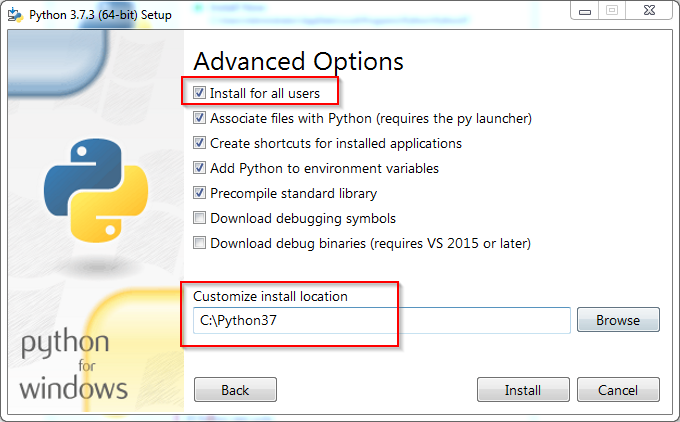 Python 3.7.3 (64-bit) Setup
Advanced Options
Install for all users
Associate files with Python (requires the py launcher)
Create shortcuts for installed applications
Add Python to environment variables
Precompile standard library
Download debugging symbols
Download debug binaries (requires VS 2015 or later)
Customize install location
C:\Python37
Browse
python
for
windows
Back
Install
Cancel